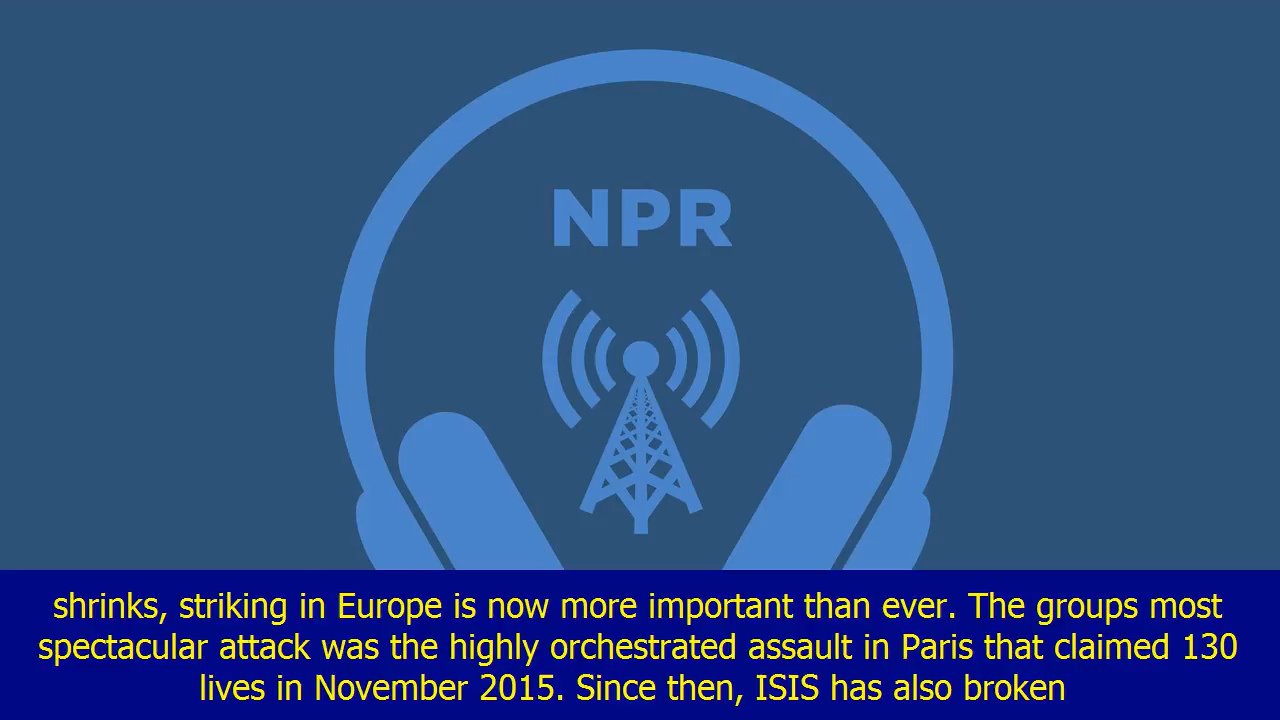 NPR
shrinks, striking in Europe is now more important than ever. The groups most
spectacular attack was the highly orchestrated assault in Paris that claimed 130
lives in November 2015. Since then, ISIS has also broken